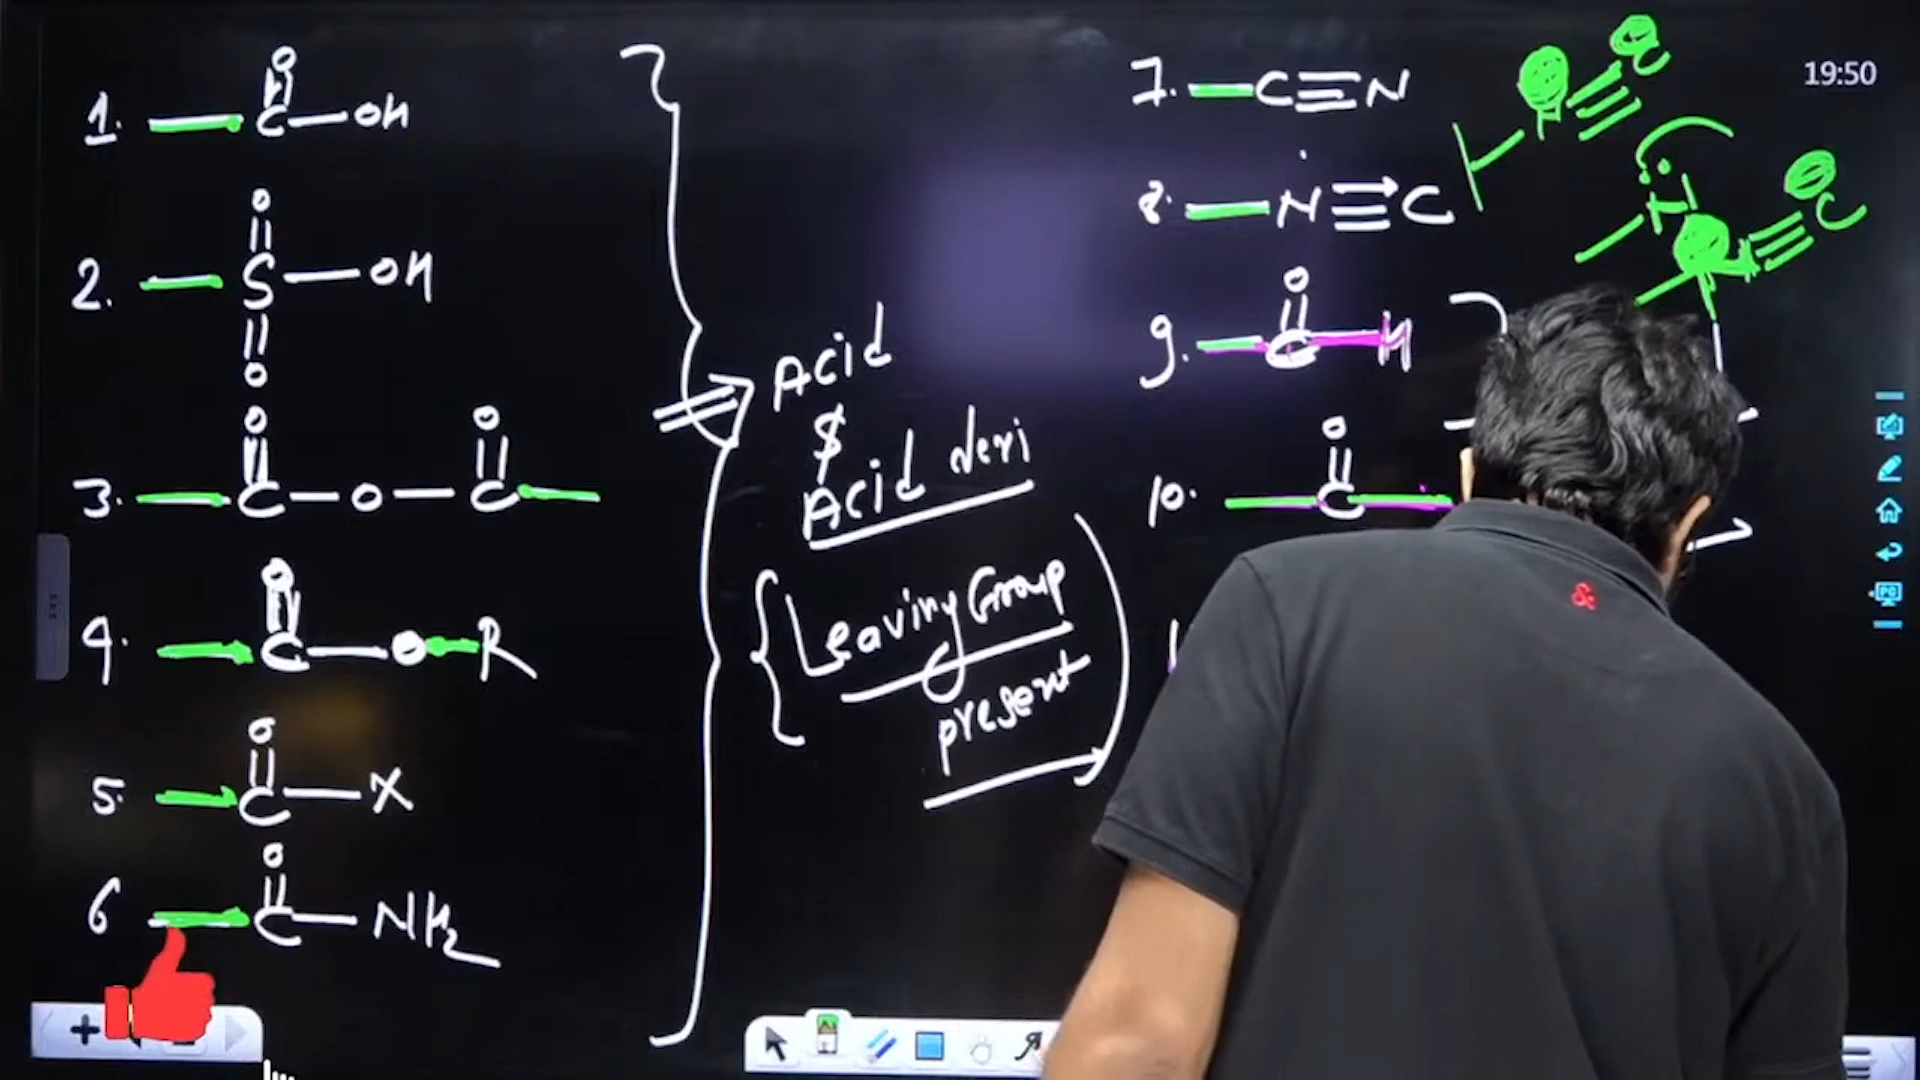 1. O
C—OH
2. O
S—OH
O
3. O O
C—O—C
4. O
C—O—R
5. O
C—X
6 O
C—NH2
Acid
$
Acid deri
{Leaving Group
present
7. —C≡N
8. —N≡C
9. O
C—H
10. O
C
19:50
N≡C
C
&
PC